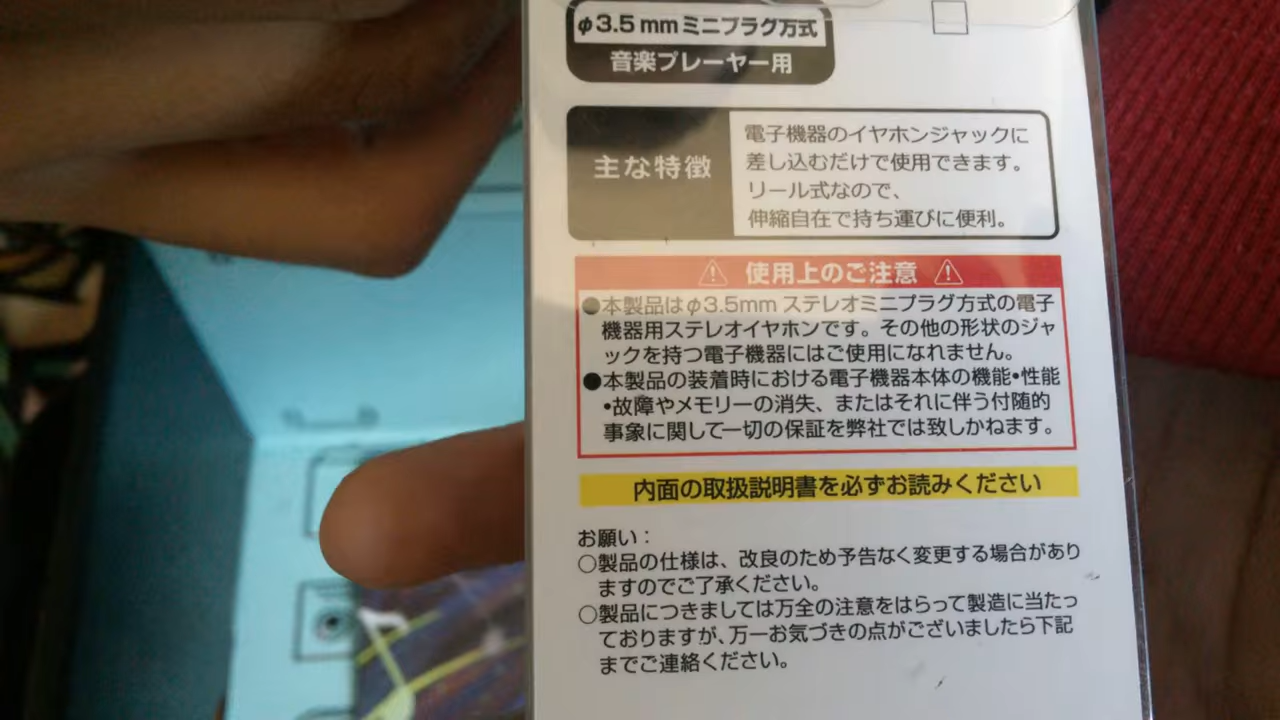 φ3.5mmミニプラグ方式
音楽プレーヤー用
主な特徴
電子機器のイヤホンジャックに
差し込むだけで使用できます。
リール式なので、
伸縮自在で持ち運びに便利。
使用上のご注意
●本製品はφ3.5mmステレオミニプラグ方式の電子
機器用ステレオイヤホンです。その他の形状のジャ
ックを持つ電子機器にはご使用になれません。
●本製品の装着時における電子機器本体の機能•性能
•故障やメモリーの消失、またはそれに伴う付随的
事象に関して一切の保証を弊社では致しかねます。
内面の取扱説明書を必ずお読みください
お願い：
○製品の仕様は、改良のため予告なく変更する場合があり
ますのでご了承ください。
○製品につきましては万全の注意をはらって製造に当たっ
ておりますが、万一お気づきの点がございましたら下記
までご連絡ください。